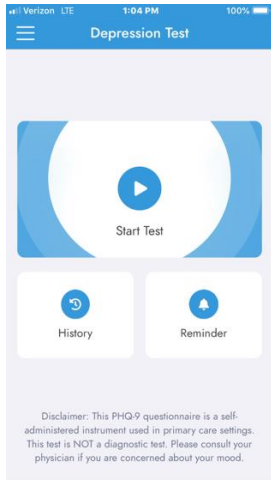 Verizon LTE 1:04 PM 100%
Depression Test
Start Test
History Reminder
Disclaimer: This PHQ-9 questionnaire is a self-
administered instrument used in primary care settings.
This test is NOT a diagnostic test. Please consult your
physician if you are concerned about your mood.